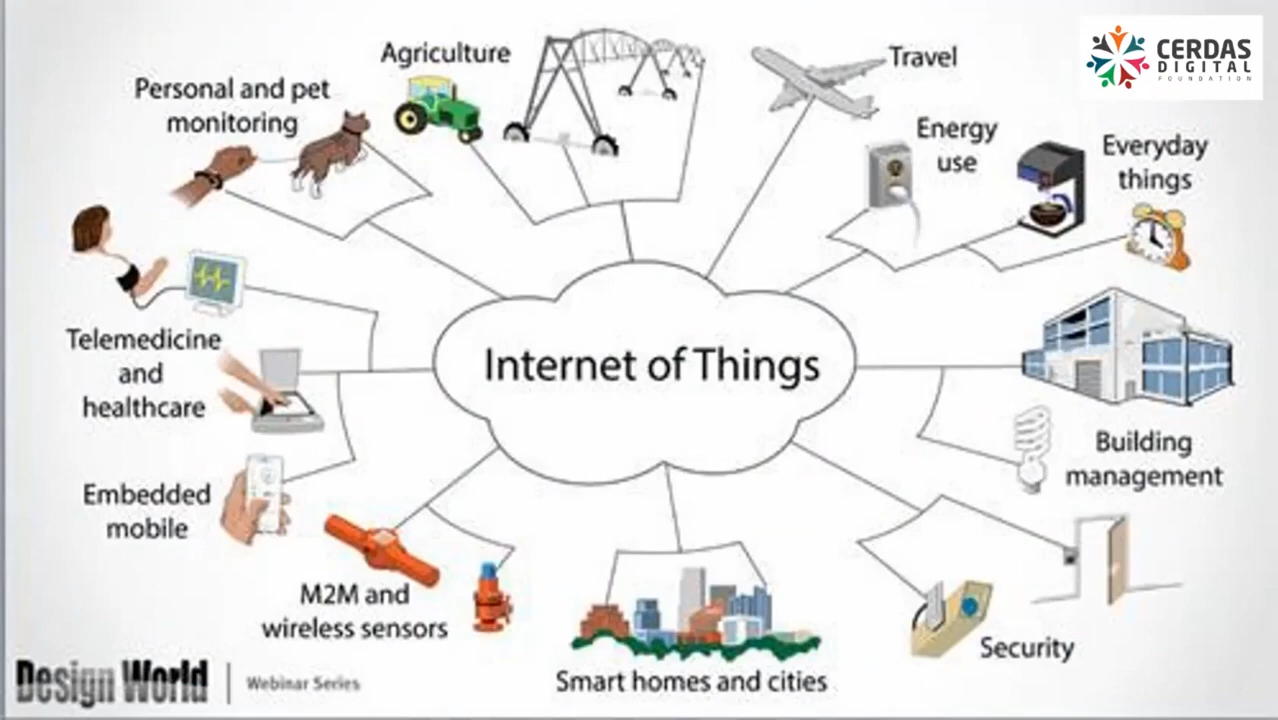 CERDAS
DIGITAL
FOUNDATION
Agriculture
Travel
Personal and pet
monitoring
Energy
use
Everyday
things
Telemedicine
and
healthcare
Internet of Things
Building
management
Embedded
mobile
M2M and
wireless sensors
Smart homes and cities
Security
Design World
Webinar Series